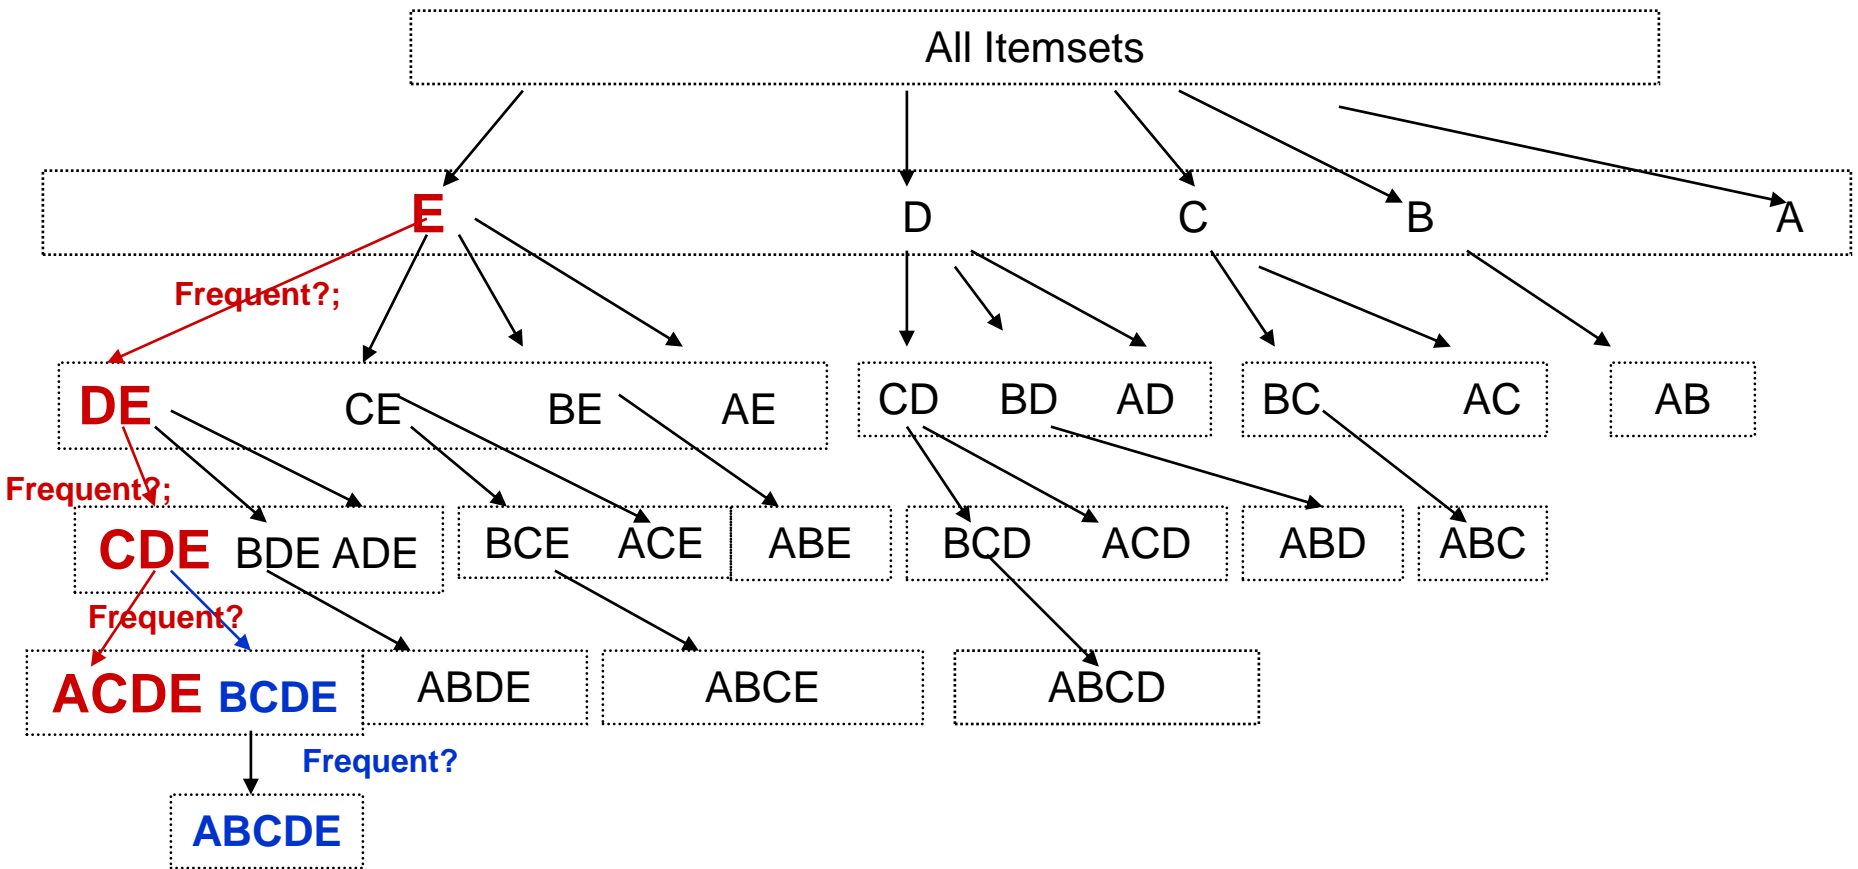 All Itemsets
E D C B A
Frequent?;
DE CE BE AE CD BD AD BC AC AB
Frequent?;
CDE BDE ADE BCE ACE ABE BCD ACD ABD ABC
Frequent?
ACDE BCDE ABDE ABCE ABCD
Frequent?
ABCDE